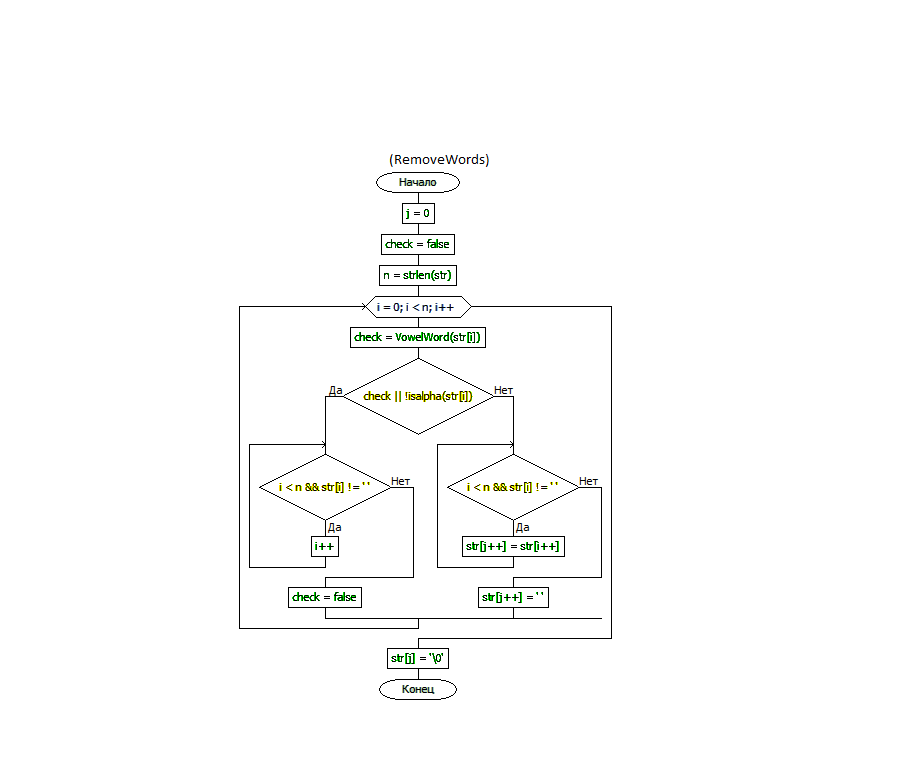 (RemoveWords)
Начало
j = 0
check = false
n = strlen(str)
i = 0; i < n; i++
check = VowelWord(str[i])
Да
check || !isalpha(str[i])
Нет
i < n && str[i] != ' '
Нет
Да
i++
check = false
i < n && str[i] != ' '
Нет
Да
str[j++] = str[i++]
str[j++] = ' '
str[j] = '\0'
Конец